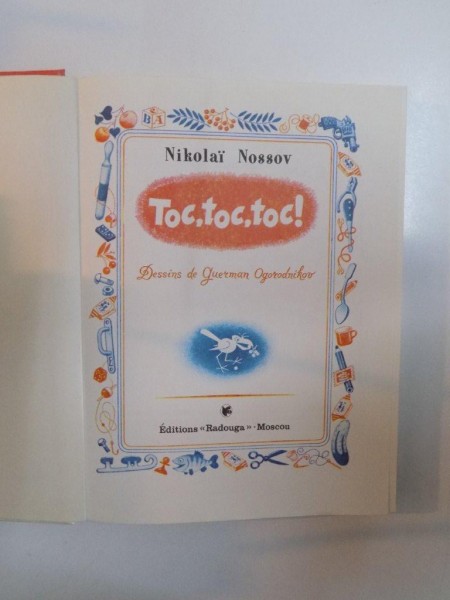 Nikolaï Nossov
Toc, toc, toc!
Dessins de Guerman Ogorodnikov
Éditions «Radouga» · Moscou